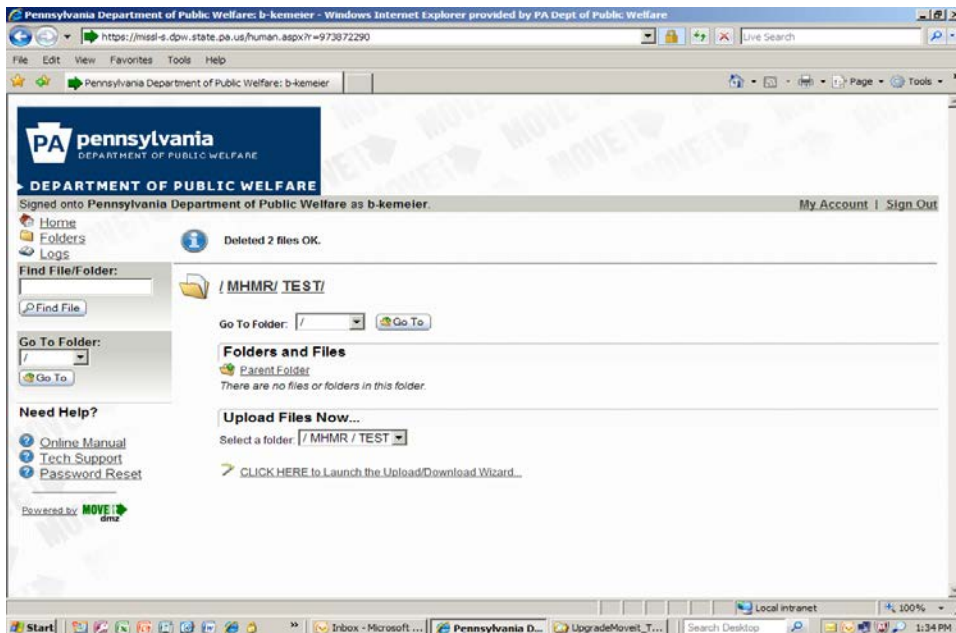 Pennsylvania Department of Public Welfare: b-kemeier - Windows Internet Explorer provided by PA Dept of Public Welfare
https://missl-s.dpw.state.pa.us/human.aspx?r=973872290
Live Search
File Edit View Favorites Tools Help
Pennsylvania Department of Public Welfare: b-kemeier
Page Tools
PA pennsylvania
DEPARTMENT OF PUBLIC WELFARE
DEPARTMENT OF PUBLIC WELFARE
Signed onto Pennsylvania Department of Public Welfare as b-kemeier.
My Account | Sign Out
Home
Folders
Logs
Deleted 2 files OK.
Find File/Folder:
Find File
/ MHMR/ TEST/
Go To Folder: / Go To
Go To Folder:
/
Go To
Folders and Files
Parent Folder
There are no files or folders in this folder.
Need Help?
Online Manual
Tech Support
Password Reset
Upload Files Now...
Select a folder: / MHMR / TEST
CLICK HERE to Launch the Upload/Download Wizard...
Powered by MOVEit
dmz
Local intranet
100%
Start
Inbox - Microsoft ...
Pennsylvania D...
UpgradeMoveit_T...
Search Desktop
1:34 PM